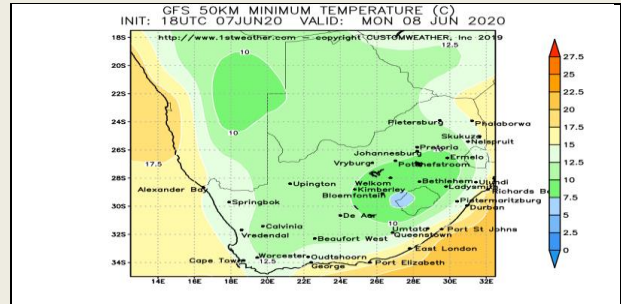 GFS 50KM MINIMUM TEMPERATURE (C)
INIT: 18UTC 07JUN20 VALID: MON 08 JUN 2020
http://www.1stweather.com copyright CUSTOMWEATHER, Inc 2019
12.5
18S
10
20S
22S
24S
Pietersburg
Phalaborwa
10
Skukuza
Nelspruit
26S
Pretoria
10
Johannesburg
Ermelo
17.5
Vryburg
Potchefstroom
28S
Welkom
Bethlehem
Ulundi
Alexander Bay
Upington
Kimberley
Ladysmith
Richards B
Springbok
Bloemfontein
Pietermaritzburg
30S
Durban
De Aar
Calvinia
10
Umtata
Port St Johns
32S
Vredendal
Beaufort West
Queenstown
East London
Worcester
Oudtshoorn
34S
Cape Town
12.5
George
Port Elizabeth
14E 16E 18E 20E 22E 24E 26E 28E 30E 32E
27.5
25
22.5
20
17.5
15
12.5
10
7.5
5
2.5
0